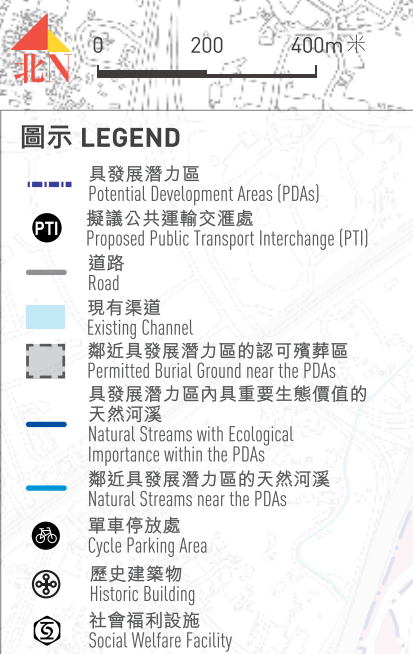 北N
0 200 400m米
圖示 LEGEND
具發展潛力區
Potential Development Areas (PDAs)
PTI
擬議公共運輸交滙處
Proposed Public Transport Interchange (PTI)
道路
Road
現有渠道
Existing Channel
鄰近具發展潛力區的認可殯葬區
Permitted Burial Ground near the PDAs
具發展潛力區內具重要生態價值的
天然河溪
Natural Streams with Ecological
Importance within the PDAs
鄰近具發展潛力區的天然河溪
Natural Streams near the PDAs
單車停放處
Cycle Parking Area
歷史建築物
Historic Building
社會福利設施
Social Welfare Facility